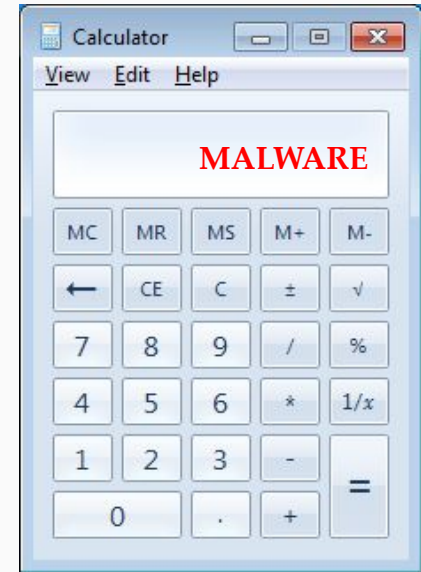 Calculator
View Edit Help
MALWARE
MC MR MS M+ M-
← CE C ± √
7 8 9 / %
4 5 6 * 1/x
1 2 3 - =
0 . +